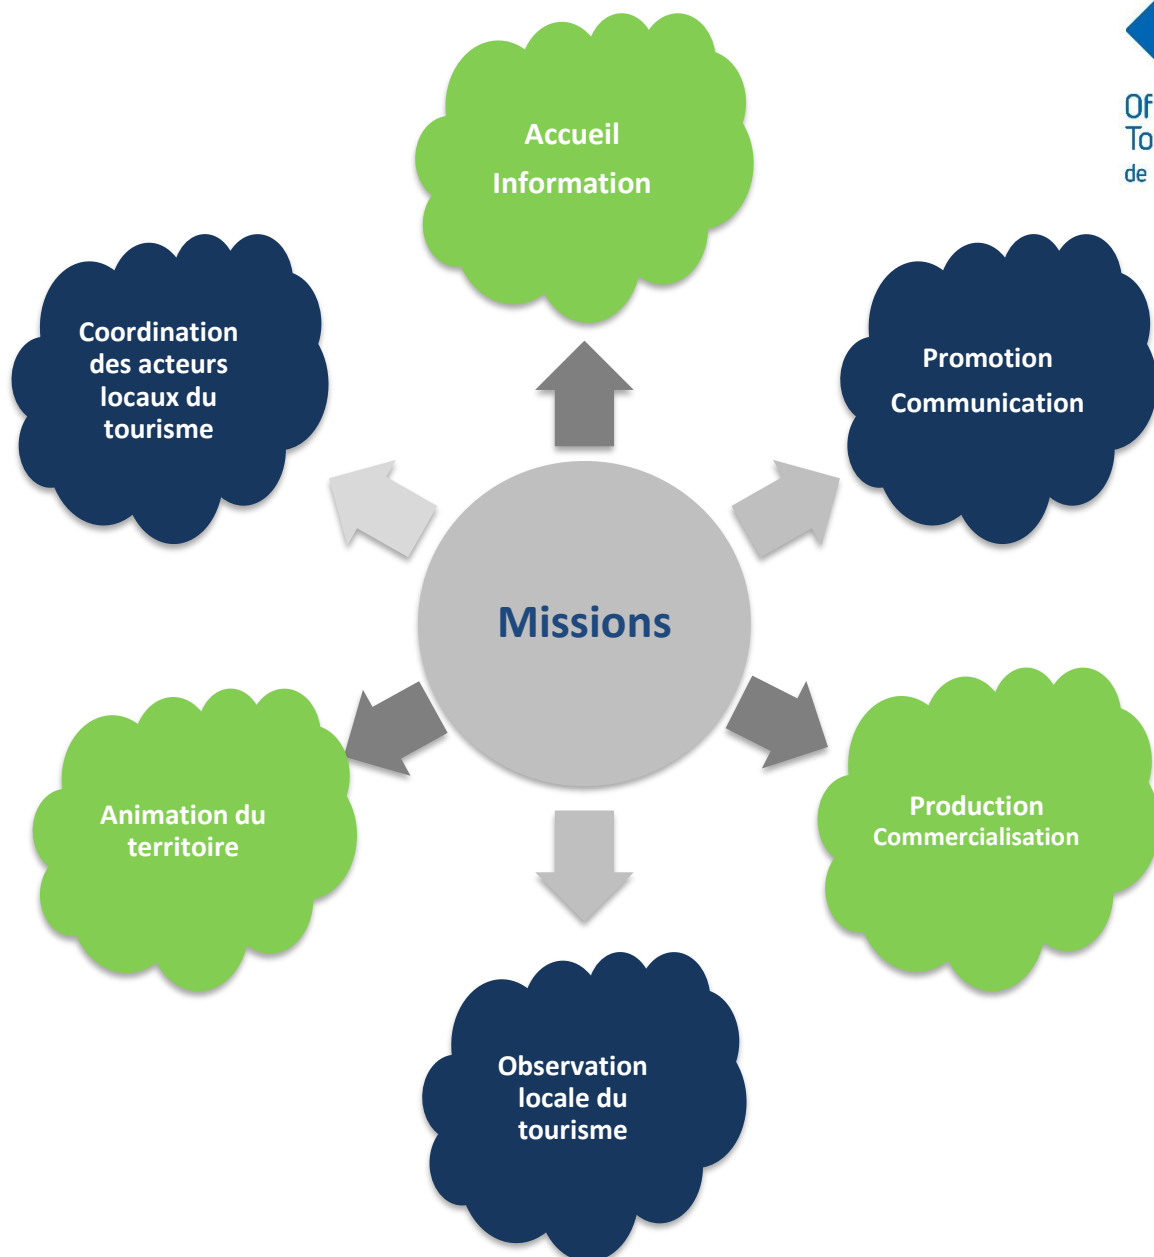 Accueil
Information
Of
To
de
Coordination
des acteurs
locaux du
tourisme
Promotion
Communication
Missions
Animation du
territoire
Production
Commercialisation
Observation
locale du
tourisme